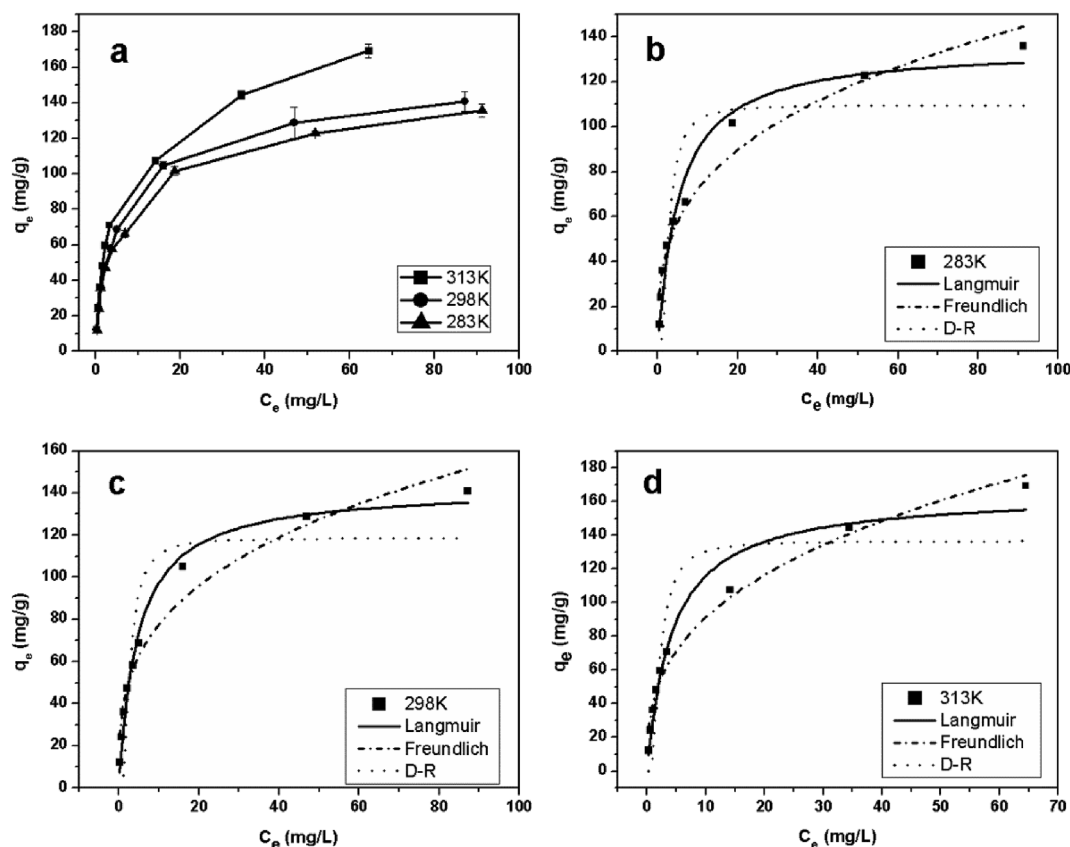 a
180
160
140
120
100
80
60
40
20
0
q_e (mg/g)
313K
298K
283K
0 20 40 60 80 100
C_e (mg/L)
b
140
120
100
80
60
40
20
0
q_e (mg/g)
283K
Langmuir
Freundlich
D-R
0 20 40 60 80 100
C_e (mg/L)
c
160
140
120
100
80
60
40
20
0
q_e (mg/g)
298K
Langmuir
Freundlich
D-R
0 20 40 60 80 100
C_e (mg/L)
d
180
160
140
120
100
80
60
40
20
0
q_e (mg/g)
313K
Langmuir
Freundlich
D-R
0 10 20 30 40 50 60 70
C_e (mg/L)